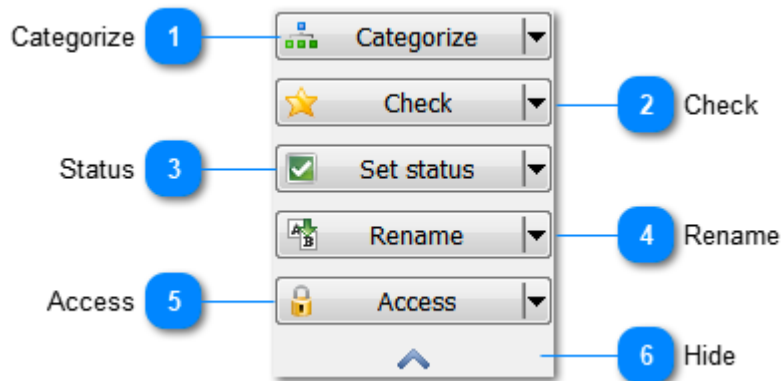 Categorize 1 Categorize
Check 2 Check
Status 3 Set status
Rename 4 Rename
Access 5 Access
6 Hide